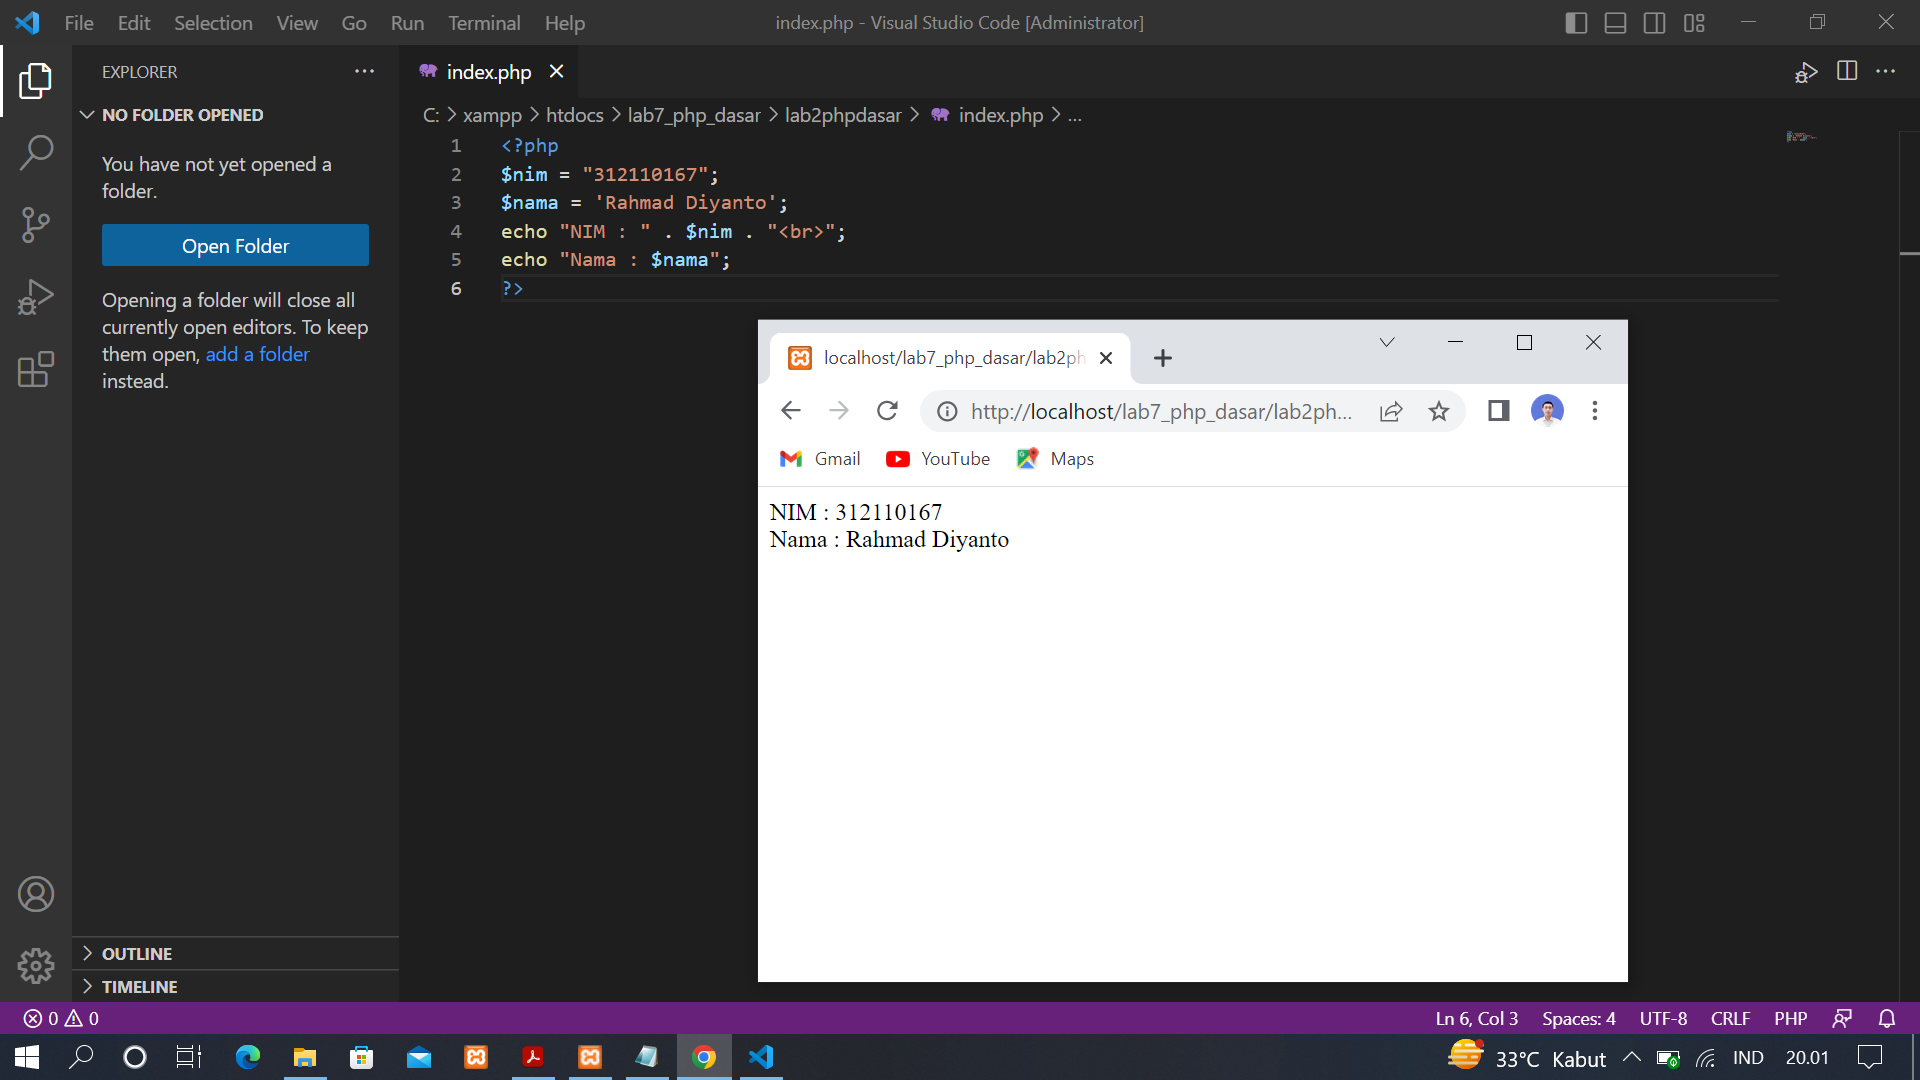 File Edit Selection View Go Run Terminal Help
index.php - Visual Studio Code [Administrator]
EXPLORER
index.php
NO FOLDER OPENED
C: > xampp > htdocs > lab7_php_dasar > lab2phpdasar > index.php > ...
You have not yet opened a
folder.
Open Folder
Opening a folder will close all
currently open editors. To keep
them open, add a folder
instead.
1 <?php
2 $nim = "312110167";
3 $nama = 'Rahmad Diyanto';
4 echo "NIM : " . $nim . "<br>";
5 echo "Nama : $nama";
6 ?>
localhost/lab7_php_dasar/lab2ph
http://localhost/lab7_php_dasar/lab2ph...
Gmail YouTube Maps
NIM : 312110167
Nama : Rahmad Diyanto
OUTLINE
TIMELINE
0 0
Ln 6, Col 3 Spaces: 4 UTF-8 CRLF PHP
33°C Kabut IND 20.01